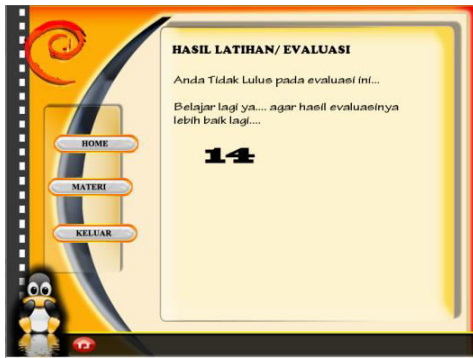 HASIL LATIHAN/ EVALUASI
Anda Tidak Lulus pada evaluasi ini...
Belajar lagi ya.... agar hasil evaluasinya
lebih baik lagi....
14
HOME
MATERI
KELUAR